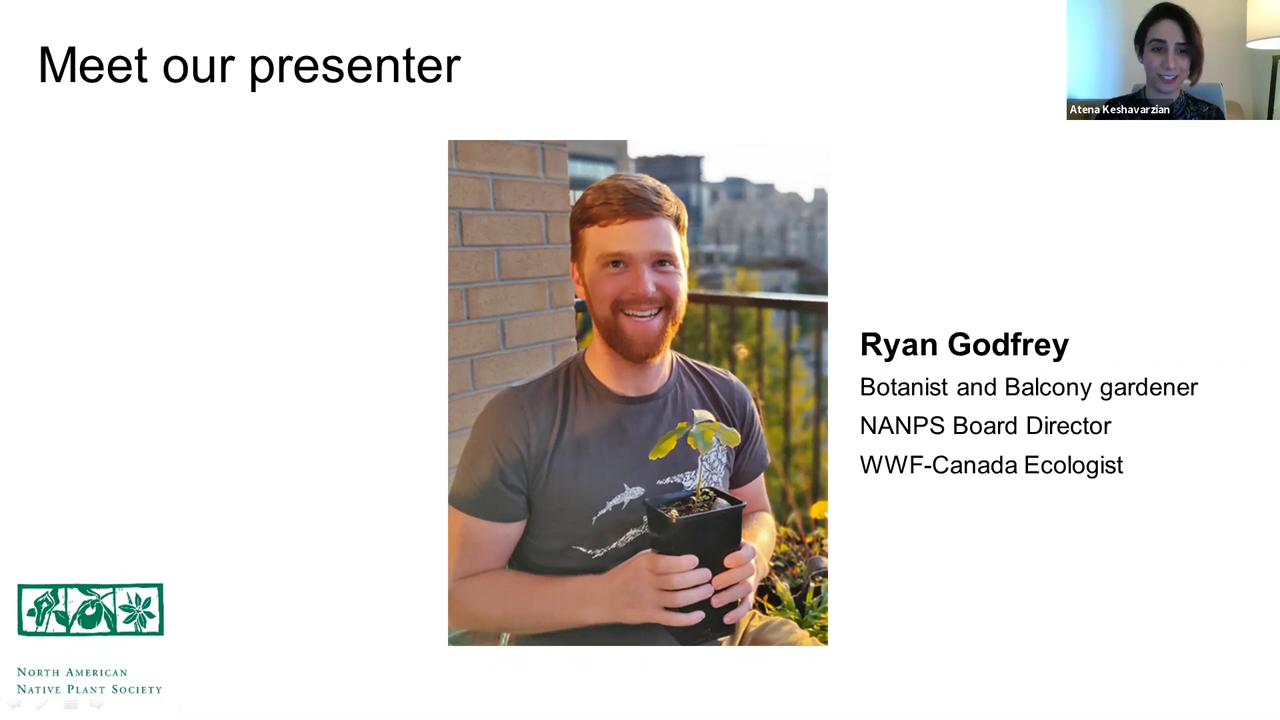 Meet our presenter
Atena Keshavarzian
Ryan Godfrey
Botanist and Balcony gardener
NANPS Board Director
WWF-Canada Ecologist
North American
Native Plant Society